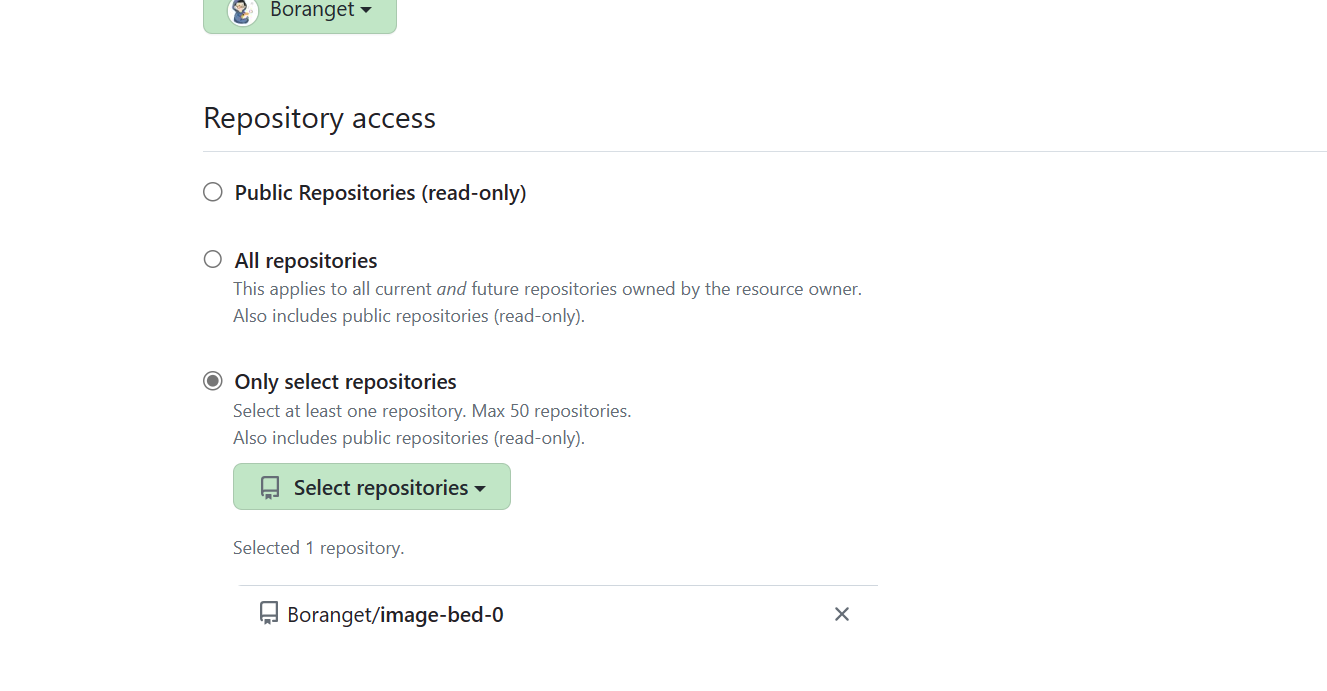 Boranget
Repository access
Public Repositories (read-only)
All repositories
This applies to all current and future repositories owned by the resource owner.
Also includes public repositories (read-only).
Only select repositories
Select at least one repository. Max 50 repositories.
Also includes public repositories (read-only).
Select repositories
Selected 1 repository.
Boranget/image-bed-0